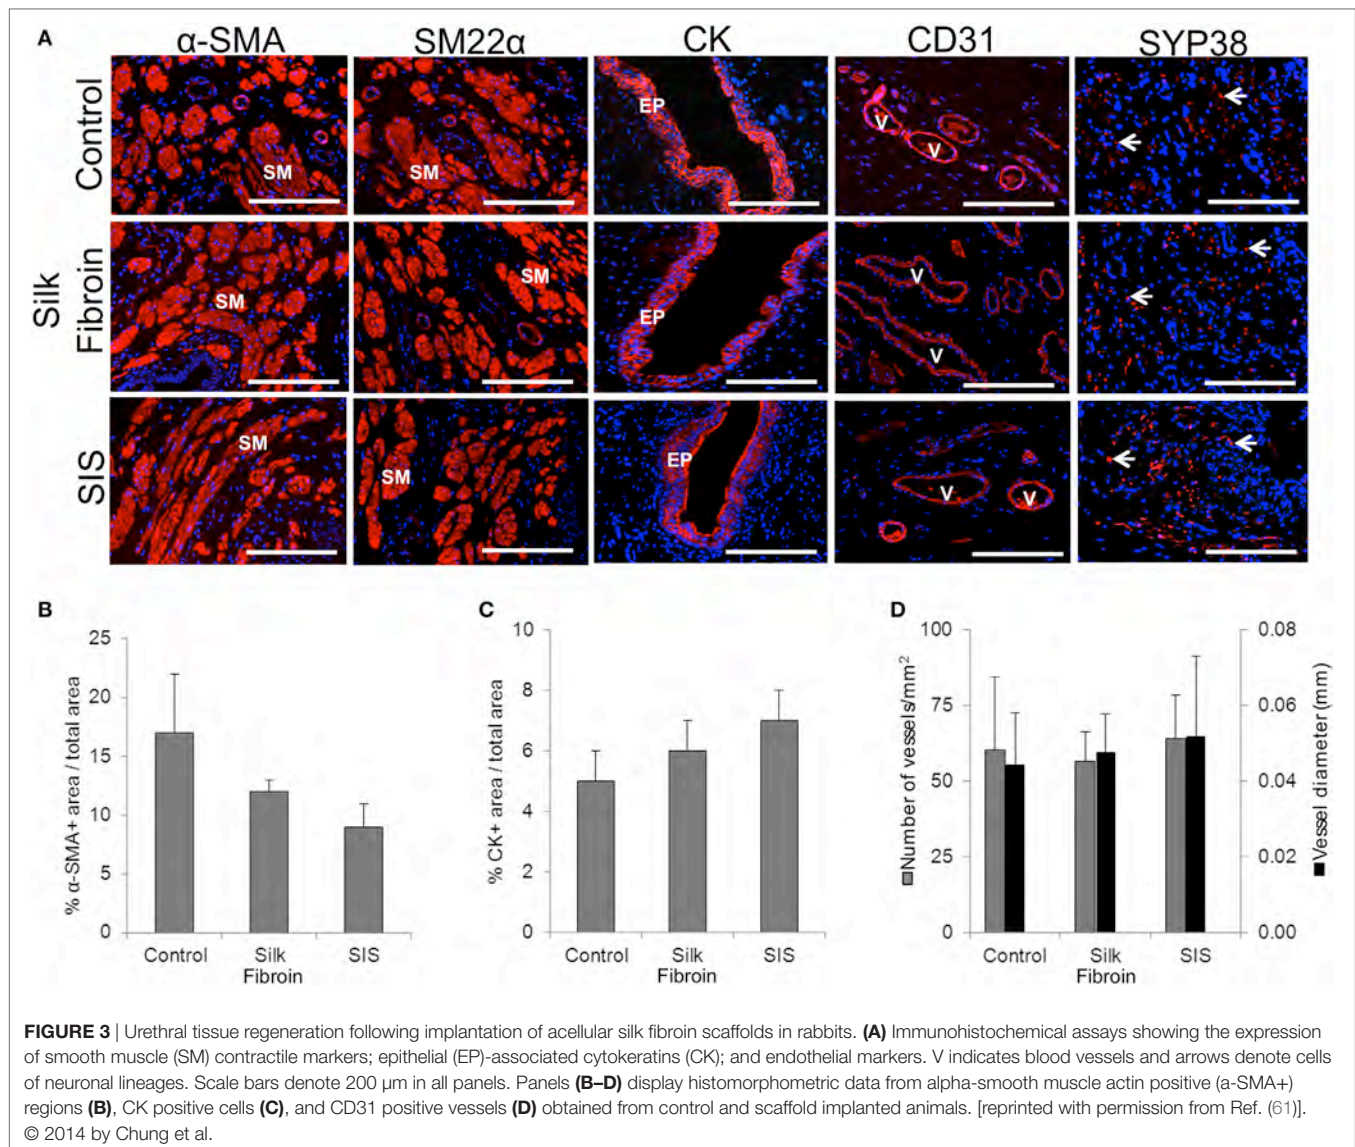 A
α-SMA SM22α CK CD31 SYP38
Control
SM SM EP V V
Silk
Fibroin
SM SM EP V V
SIS
SM SM EP V V
B
% α-SMA+ area / total area
25
20
15
10
5
0
Control Silk SIS
Fibroin
C
% CK+ area / total area
10
8
6
4
2
0
Control Silk SIS
Fibroin
D
Number of vessels/mm²
100
75
50
25
0
Vessel diameter (mm)
0.08
0.06
0.04
0.02
0.00
Control Silk SIS
Fibroin
FIGURE 3 | Urethral tissue regeneration following implantation of acellular silk fibroin scaffolds in rabbits. (A) Immunohistochemical assays showing the expression
of smooth muscle (SM) contractile markers; epithelial (EP)-associated cytokeratins (CK); and endothelial markers. V indicates blood vessels and arrows denote cells
of neuronal lineages. Scale bars denote 200 μm in all panels. Panels (B–D) display histomorphometric data from alpha-smooth muscle actin positive (a-SMA+)
regions (B), CK positive cells (C), and CD31 positive vessels (D) obtained from control and scaffold implanted animals. [reprinted with permission from Ref. (61)].
© 2014 by Chung et al.